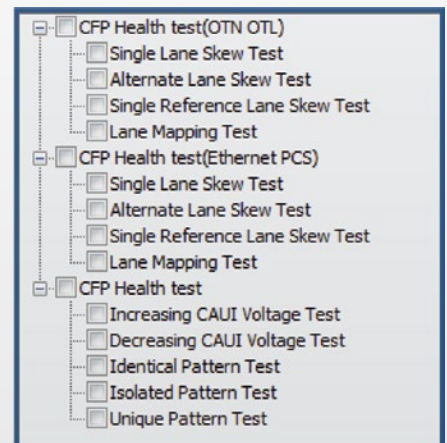 CFP Health test(OTN OTL)
Single Lane Skew Test
Alternate Lane Skew Test
Single Reference Lane Skew Test
Lane Mapping Test
CFP Health test(Ethernet PCS)
Single Lane Skew Test
Alternate Lane Skew Test
Single Reference Lane Skew Test
Lane Mapping Test
CFP Health test
Increasing CAUI Voltage Test
Decreasing CAUI Voltage Test
Identical Pattern Test
Isolated Pattern Test
Unique Pattern Test